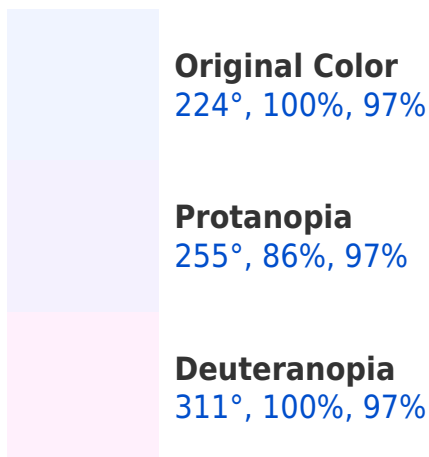 Original Color
224°, 100%, 97%
Protanopia
255°, 86%, 97%
Deuteranopia
311°, 100%, 97%